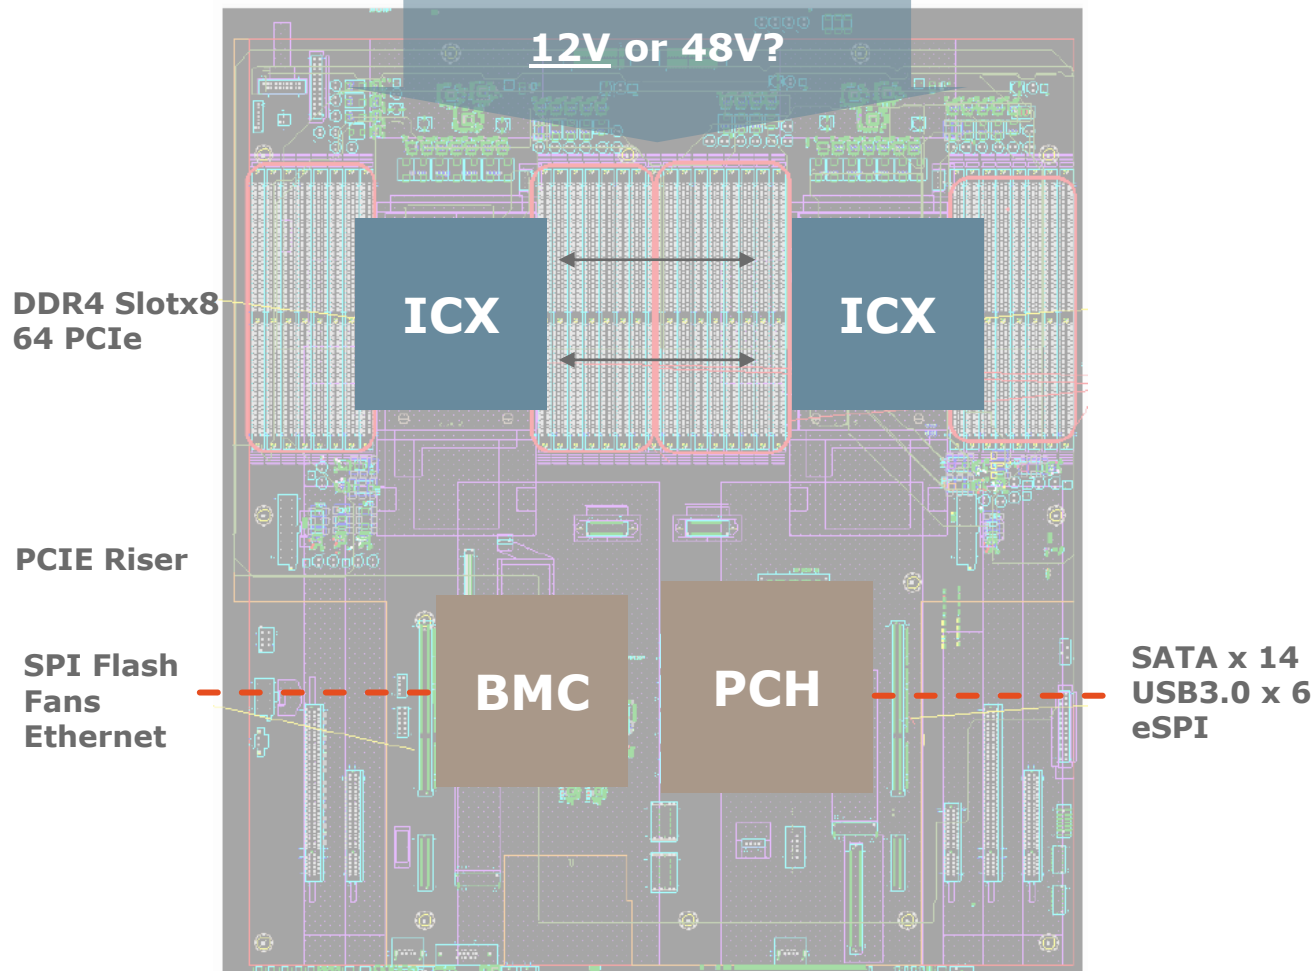 12V or 48V?
ICX
ICX
DDR4 Slotx8
64 PCIe
PCIE Riser
SPI Flash
Fans
Ethernet
BMC
PCH
SATA x 14
USB3.0 x 6
eSPI